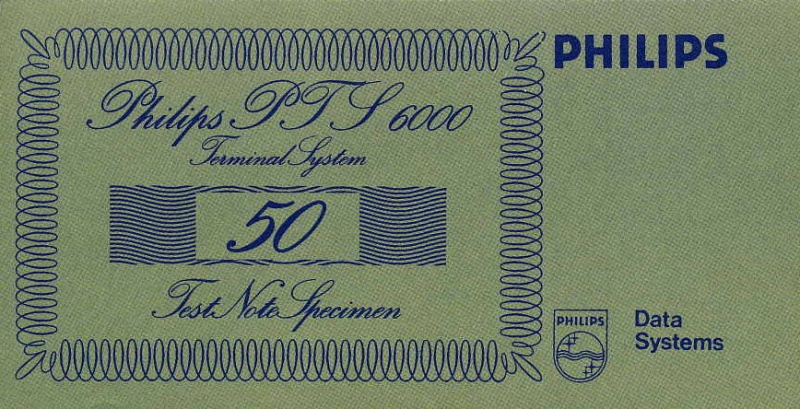 PHILIPS
Philips PTS 6000
Terminal System
50
Test Note Specimen
PHILIPS
Data
Systems